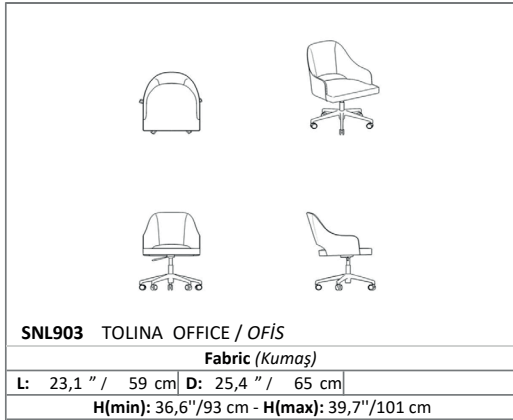 SNL903 TOLINA OFFICE / OFİS
Fabric (Kumaş)
L: 23,1 " / 59 cm D: 25,4 " / 65 cm
H(min): 36,6''/93 cm - H(max): 39,7''/101 cm